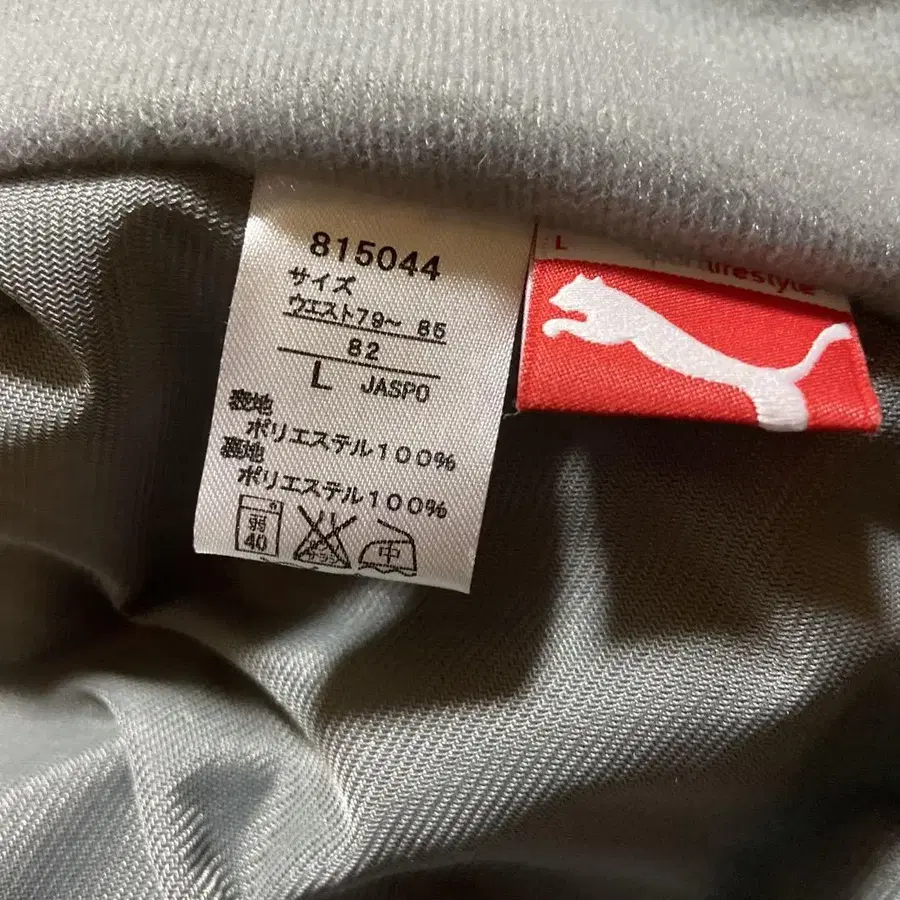 815044
サイズ
ウエスト79〜 85
82
L JASPO
表地
ポリエステル100%
裏地
ポリエステル100%
弱
40
中
L
lifestyle